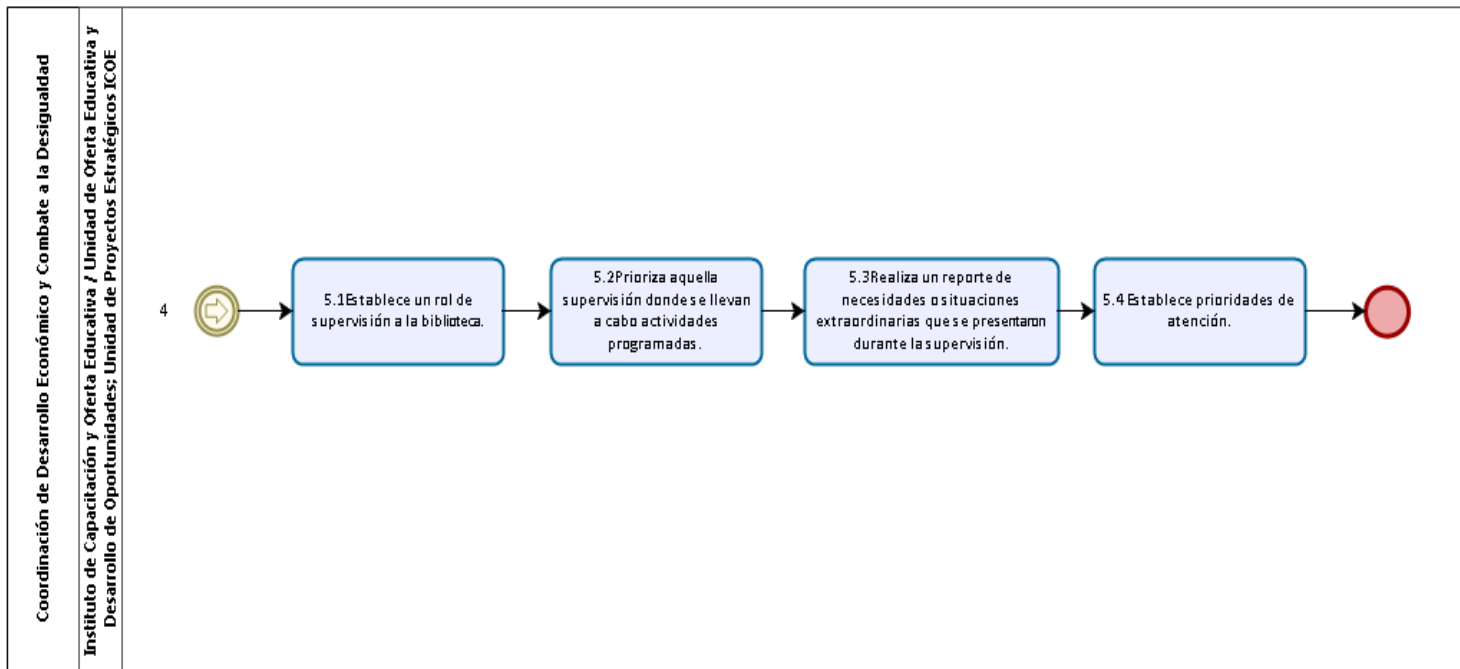 Coordinación de Desarrollo Económico y Combate a la Desigualdad
Instituto de Capacitación y Oferta Educativa / Unidad de Oferta Educativa y
Desarrollo de Oportunidades; Unidad de Proyectos Estratégicos ICOE
4
5.1Establece un rol de
supervisión a la biblioteca.
5.2Prioriza aquella
supervisión donde se llevan
a cabo actividades
programadas.
5.3Realiza un reporte de
necesidades o situaciones
extraordinarias que se presentaron
durante la supervisión.
5.4 Establece prioridades de
atención.